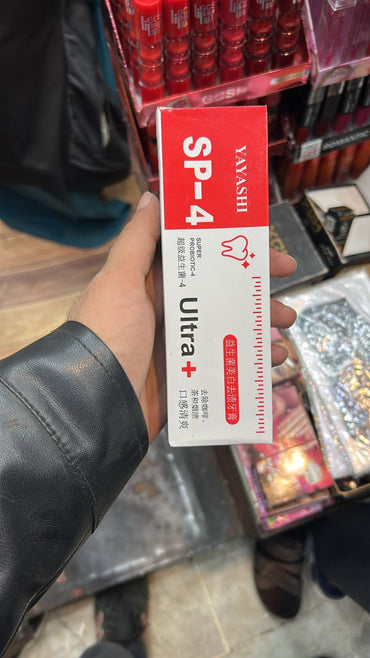 YAYASHI
SP-4
SUPER
PROBIOTIC-4
超级益生菌-4
Ultra+
益生菌美白去渍牙膏
去除咖啡、
茶和烟渍
口感清爽